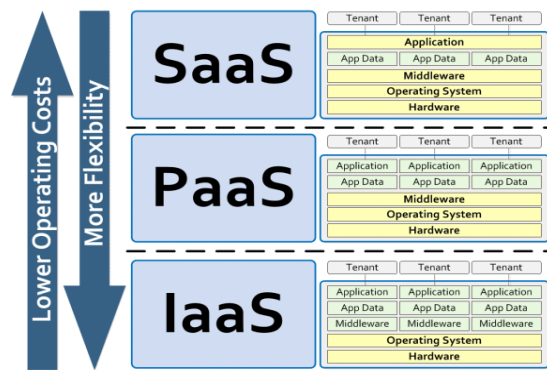 Lower Operating Costs
More Flexibility
SaaS
Tenant Tenant Tenant
Application
App Data App Data App Data
Middleware
Operating System
Hardware
PaaS
Tenant Tenant Tenant
Application Application Application
App Data App Data App Data
Middleware
Operating System
Hardware
IaaS
Tenant Tenant Tenant
Application Application Application
App Data App Data App Data
Middleware Middleware Middleware
Operating System
Hardware